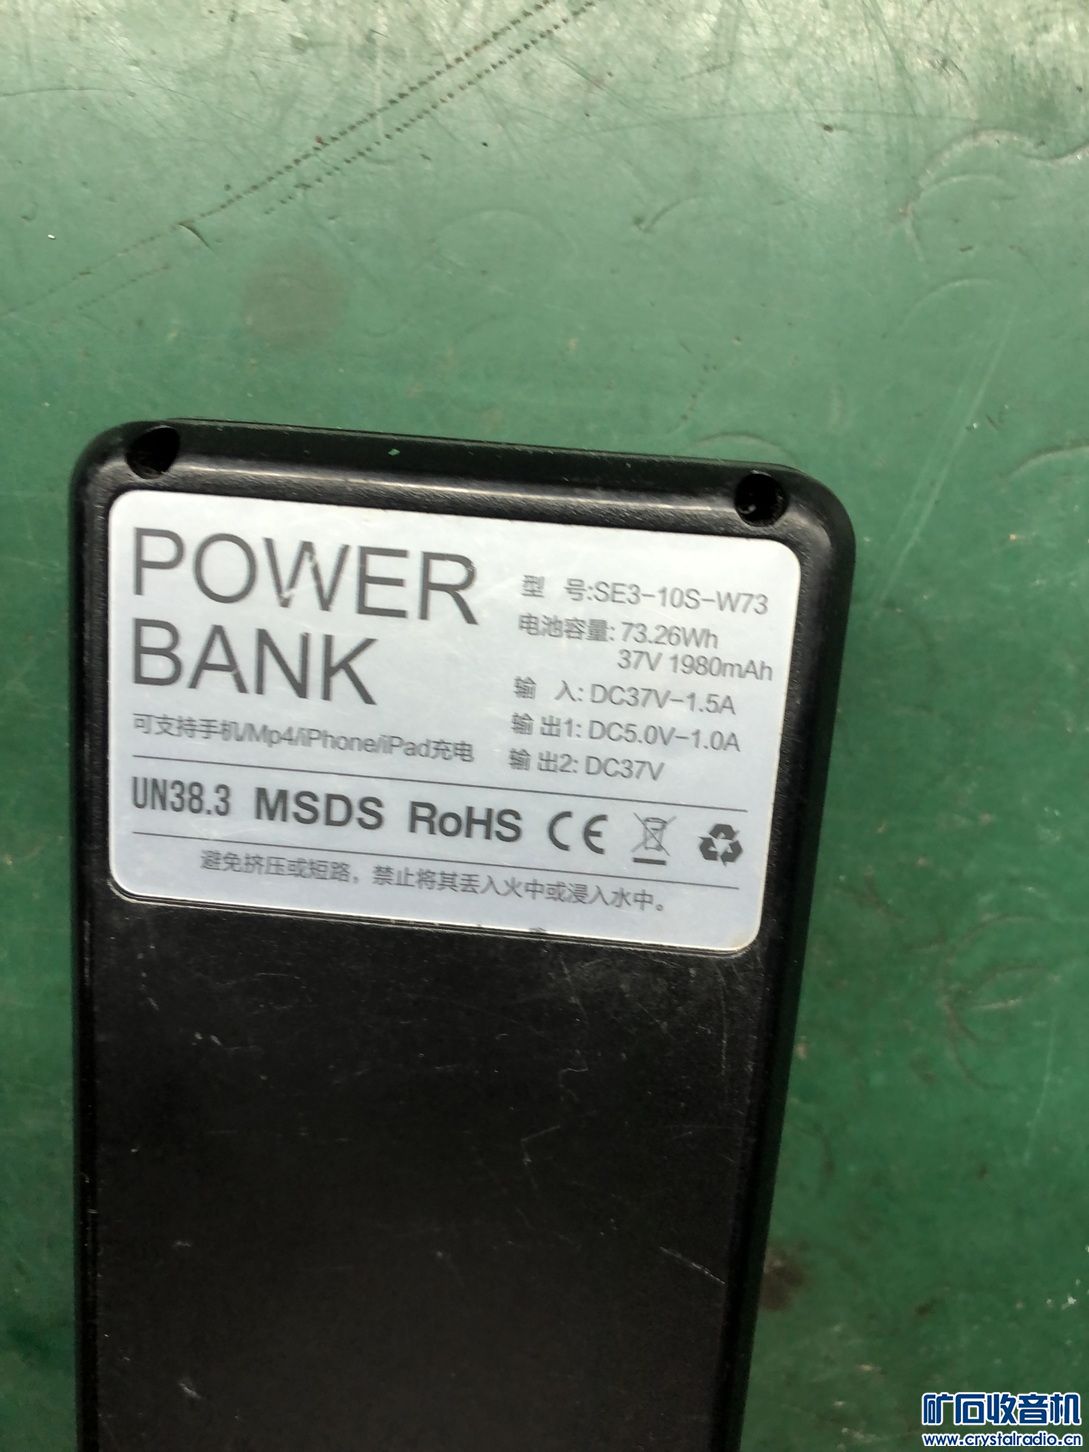 POWER
BANK
可支持手机/Mp4/iPhone/iPad充电
型 号:SE3-10S-W73
电池容量: 73.26Wh
37V 1980mAh
输 入: DC37V-1.5A
输 出1: DC5.0V-1.0A
输 出2: DC37V
UN38.3 MSDS RoHS CE
避免挤压或短路，禁止将其丢入火中或浸入水中。
矿石收音机
www.crystalradio.cn